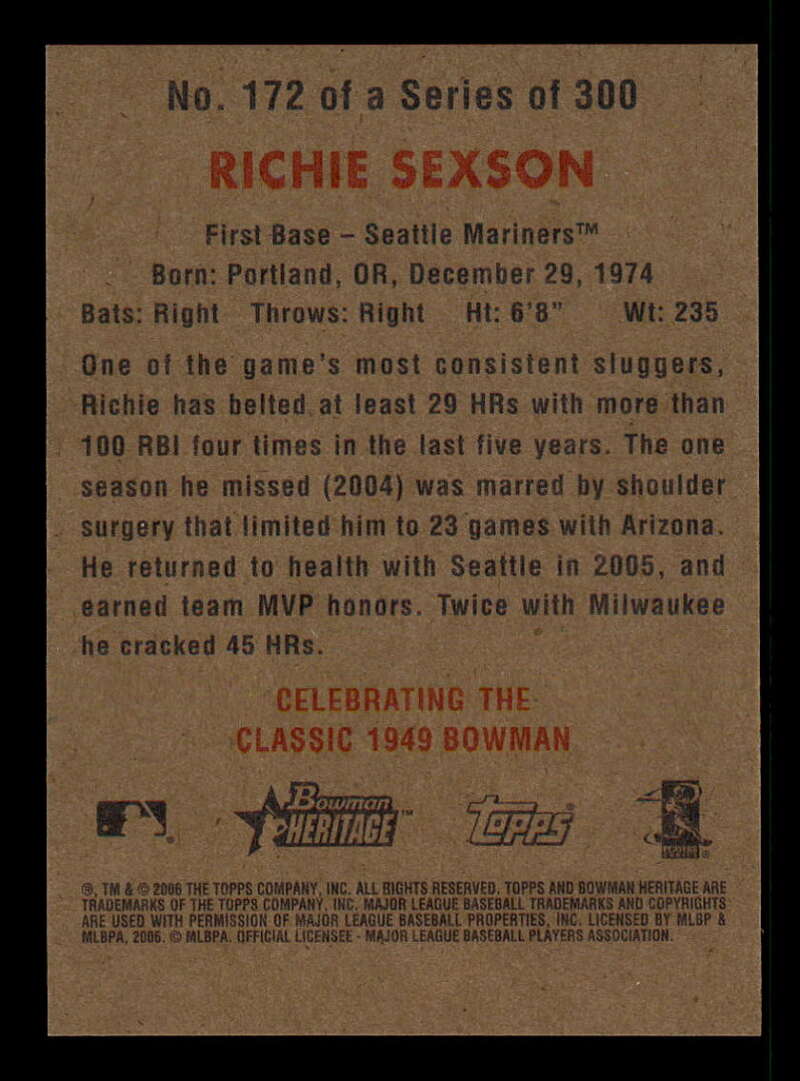 No. 172 of a Series of 300
RICHIE SEXSON
First Base – Seattle Mariners™
Born: Portland, OR, December 29, 1974
Bats: Right Throws: Right Ht: 6'8" Wt: 235
One of the game's most consistent sluggers,
Richie has belted at least 29 HRs with more than
100 RBI four times in the last five years. The one
season he missed (2004) was marred by shoulder
surgery that limited him to 23 games with Arizona.
He returned to health with Seattle in 2005, and
earned team MVP honors. Twice with Milwaukee
he cracked 45 HRs.
CELEBRATING THE
CLASSIC 1949 BOWMAN
Bowman HERITAGE™ Topps®
®, TM & © 2006 THE TOPPS COMPANY, INC. ALL RIGHTS RESERVED. TOPPS AND BOWMAN HERITAGE ARE
TRADEMARKS OF THE TOPPS COMPANY, INC. MAJOR LEAGUE BASEBALL TRADEMARKS AND COPYRIGHTS
ARE USED WITH PERMISSION OF MAJOR LEAGUE BASEBALL PROPERTIES, INC. LICENSED BY MLBP &
MLBPA, 2006. © MLBPA. OFFICIAL LICENSEE - MAJOR LEAGUE BASEBALL PLAYERS ASSOCIATION.